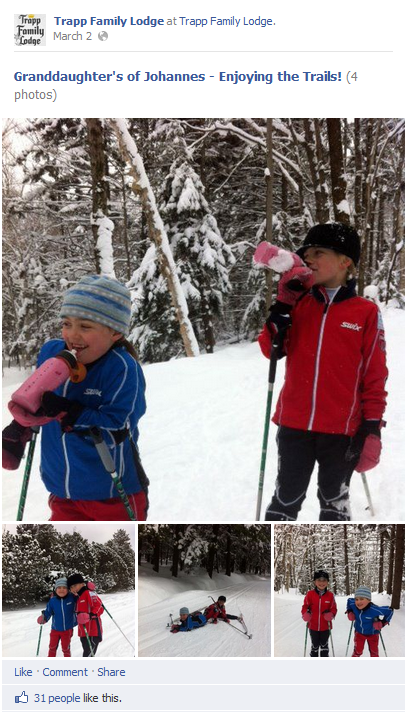 Trapp
Family
Lodge
Trapp Family Lodge at Trapp Family Lodge.
March 2
Granddaughter's of Johannes - Enjoying the Trails! (4
photos)
SWIX
SWIX
Like · Comment · Share
31 people like this.